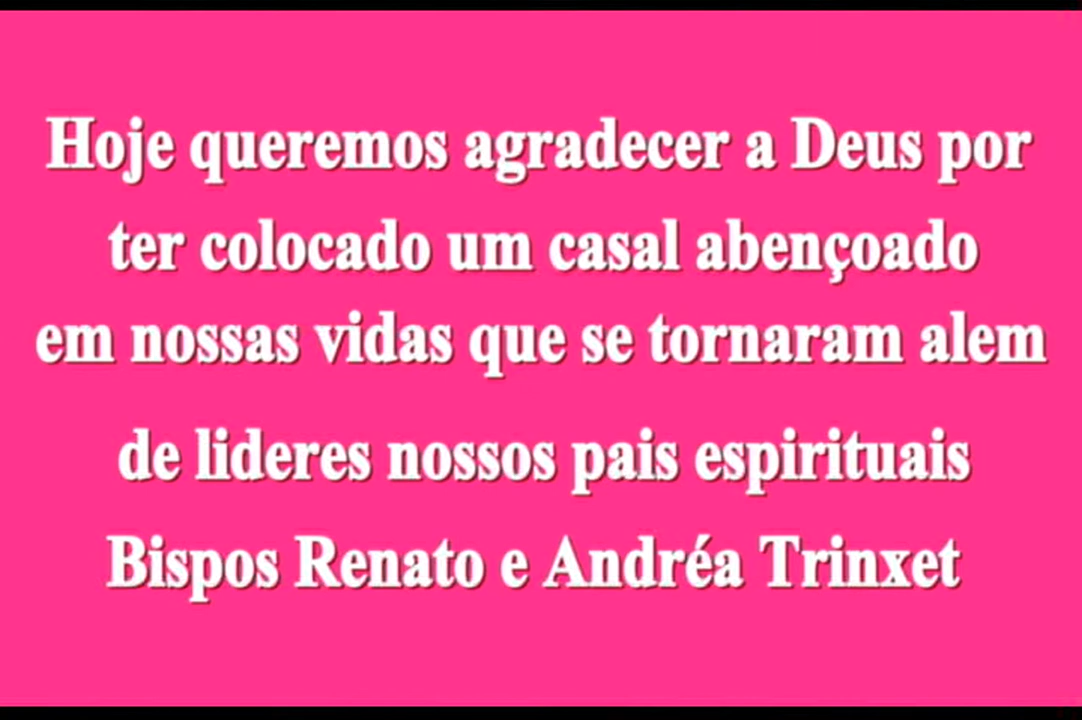 Hoje queremos agradecer a Deus por
ter colocado um casal abençoado
em nossas vidas que se tornaram alem
de lideres nossos pais espirituais
Bispos Renato e Andréa Trinxet